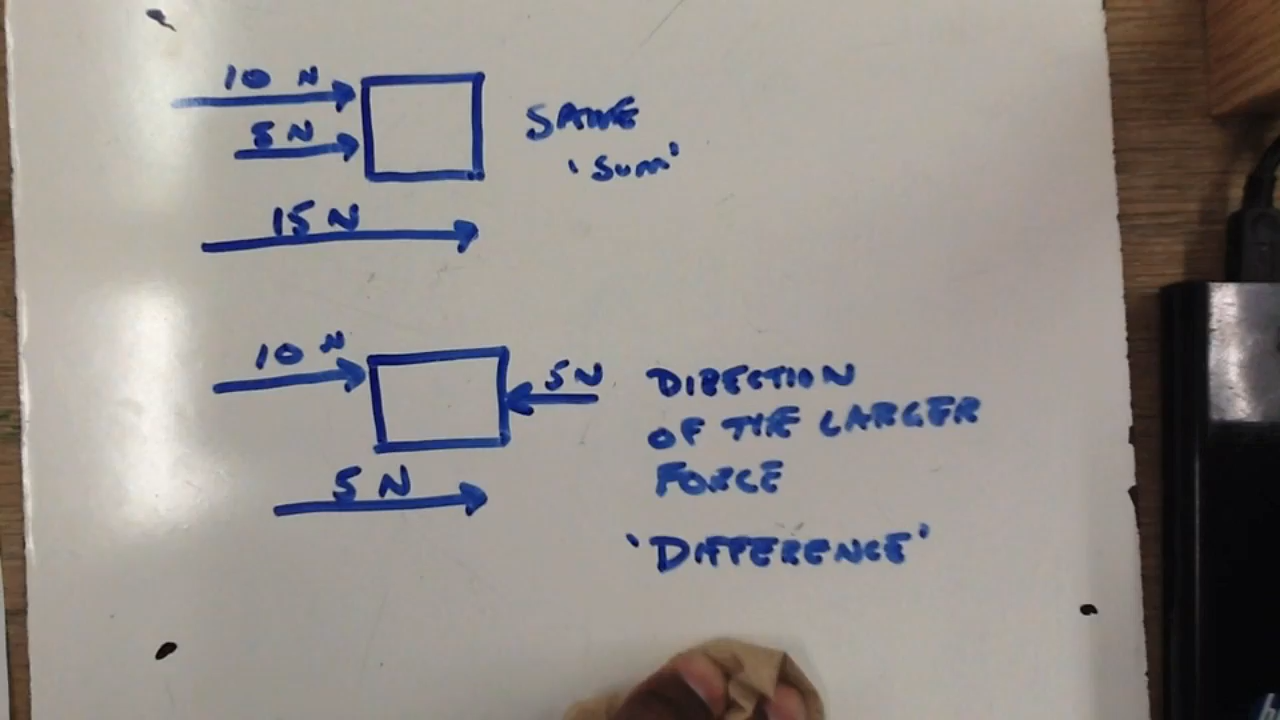 10 N
5 N
SAME
'Sum'
15 N
10 N
5N
DIRECTION
OF THE LARGER
FORCE
5 N
'DIFFERENCE'